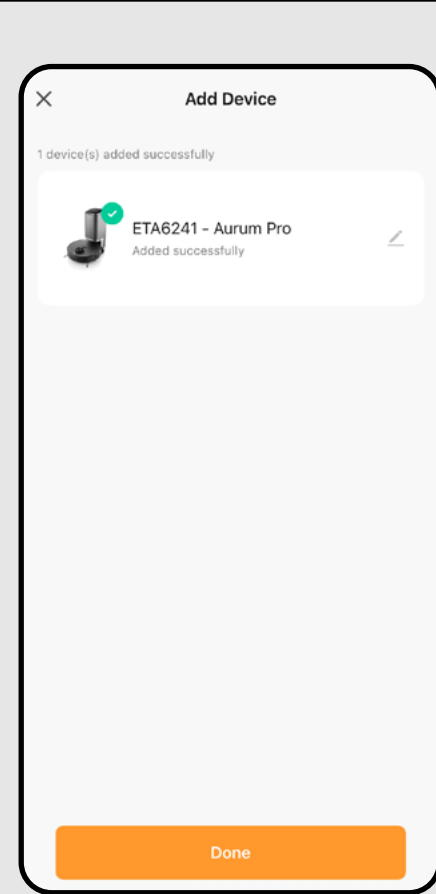 Add Device
1 device(s) added successfully
ETA6241 - Aurum Pro
Added successfully
Done